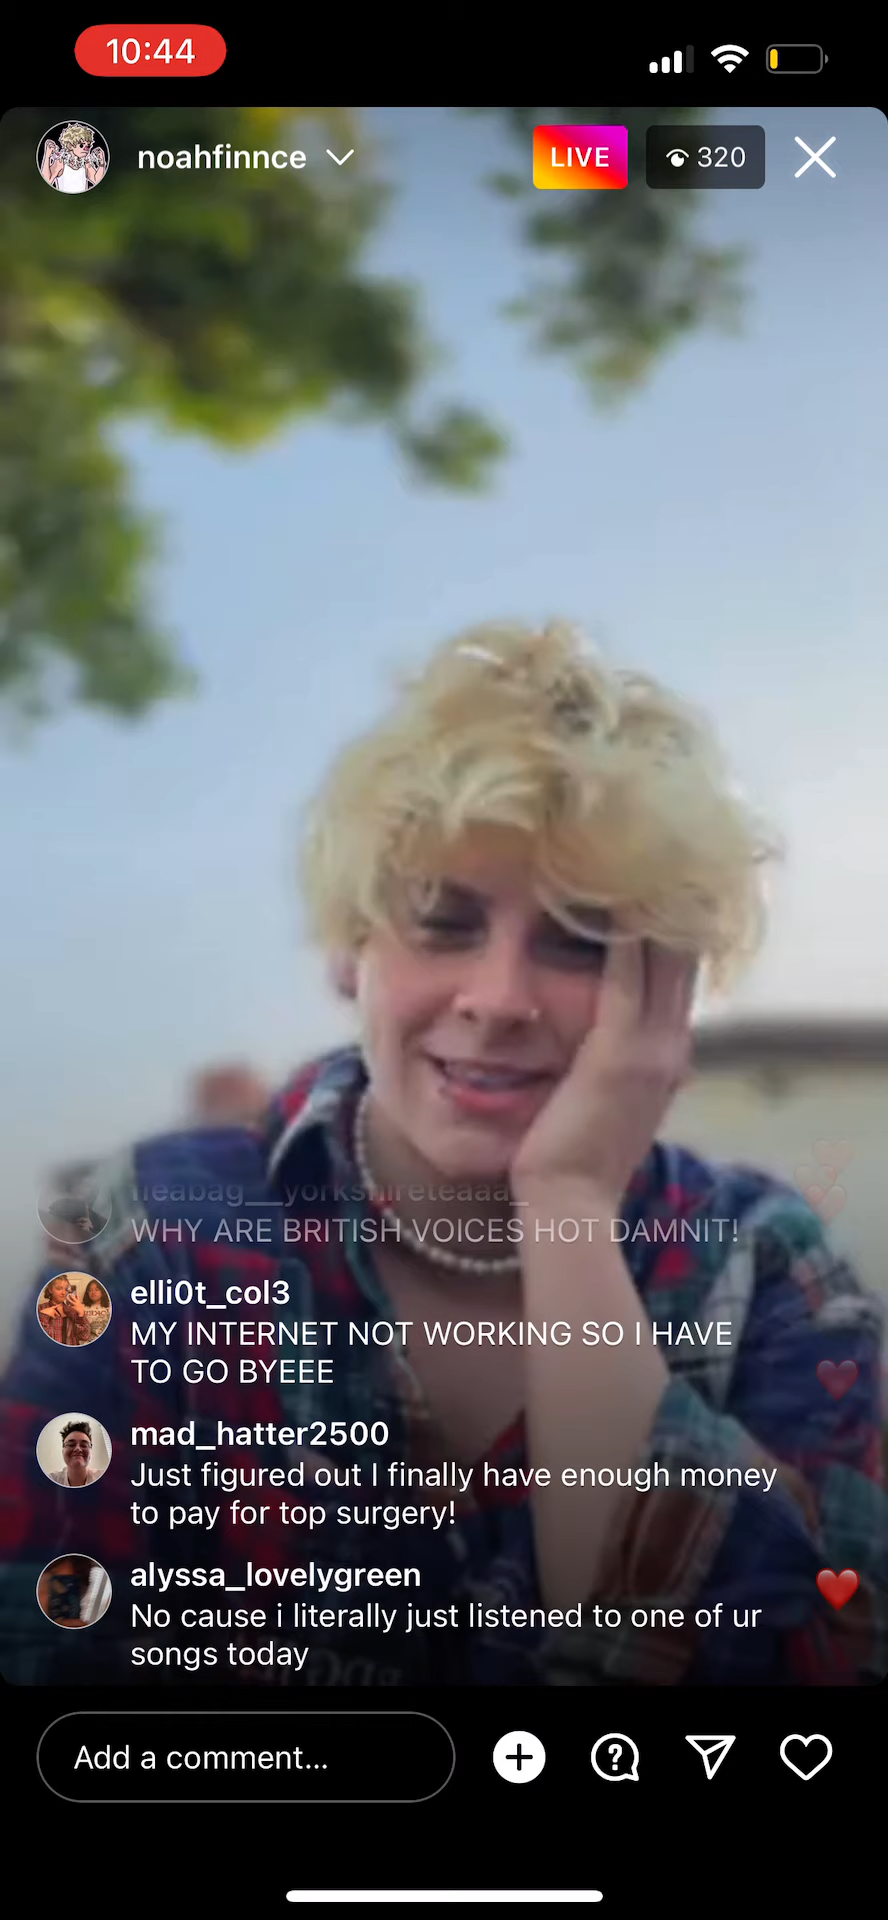 10:44
noahfinnce
LIVE
320
WHY ARE BRITISH VOICES HOT DAMNIT!
elli0t_col3
MY INTERNET NOT WORKING SO I HAVE
TO GO BYEEE
mad_hatter2500
Just figured out I finally have enough money
to pay for top surgery!
alyssa_lovelygreen
No cause i literally just listened to one of ur
songs today
Add a comment...